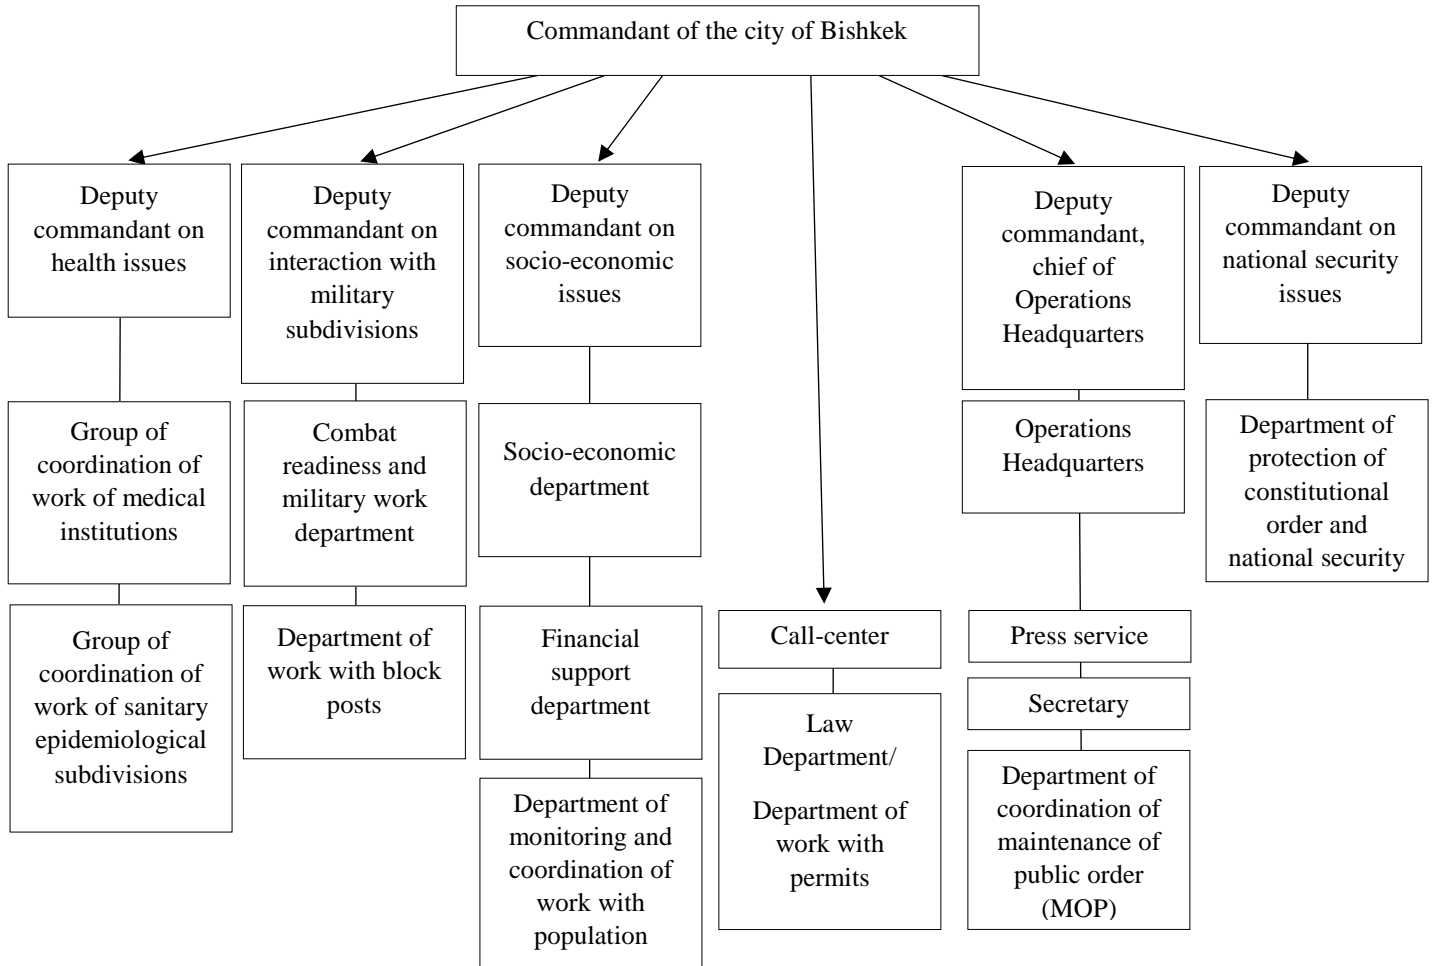 Commandant of the city of Bishkek
Deputy
commandant on
health issues
Deputy
commandant on
interaction with
military
subdivisions
Deputy
commandant on
socio-economic
issues
Deputy
commandant,
chief of
Operations
Headquarters
Deputy
commandant on
national security
issues
Group of
coordination of
work of medical
institutions
Combat
readiness and
military work
department
Socio-economic
department
Operations
Headquarters
Department of
protection of
constitutional
order and
national security
Group of
coordination of
work of sanitary
epidemiological
subdivisions
Department of
work with block
posts
Financial
support
department
Call-center
Press service
Secretary
Law
Department/
Department of
work with
permits
Department of
coordination of
maintenance of
public order
(MOP)
Department of
monitoring and
coordination of
work with
population